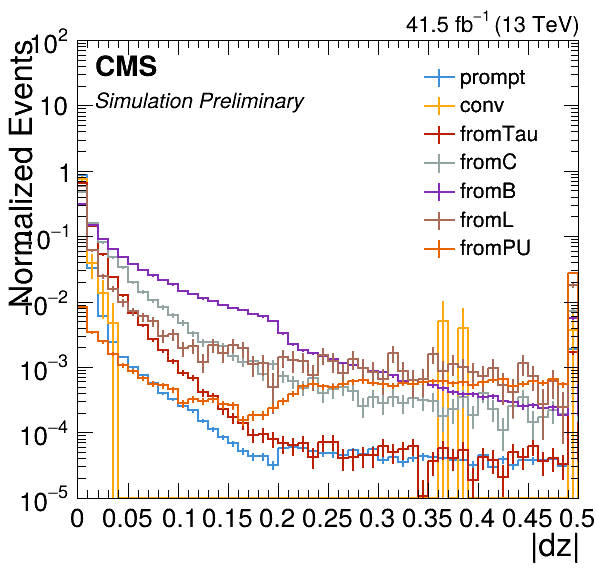 41.5 fb⁻¹ (13 TeV)
CMS
Simulation Preliminary
prompt
conv
fromTau
fromC
fromB
fromL
fromPU
Normalized Events
10²
10
1
10⁻¹
10⁻²
10⁻³
10⁻⁴
10⁻⁵
0 0.05 0.1 0.15 0.2 0.25 0.3 0.35 0.4 0.45 0.5
|dz|